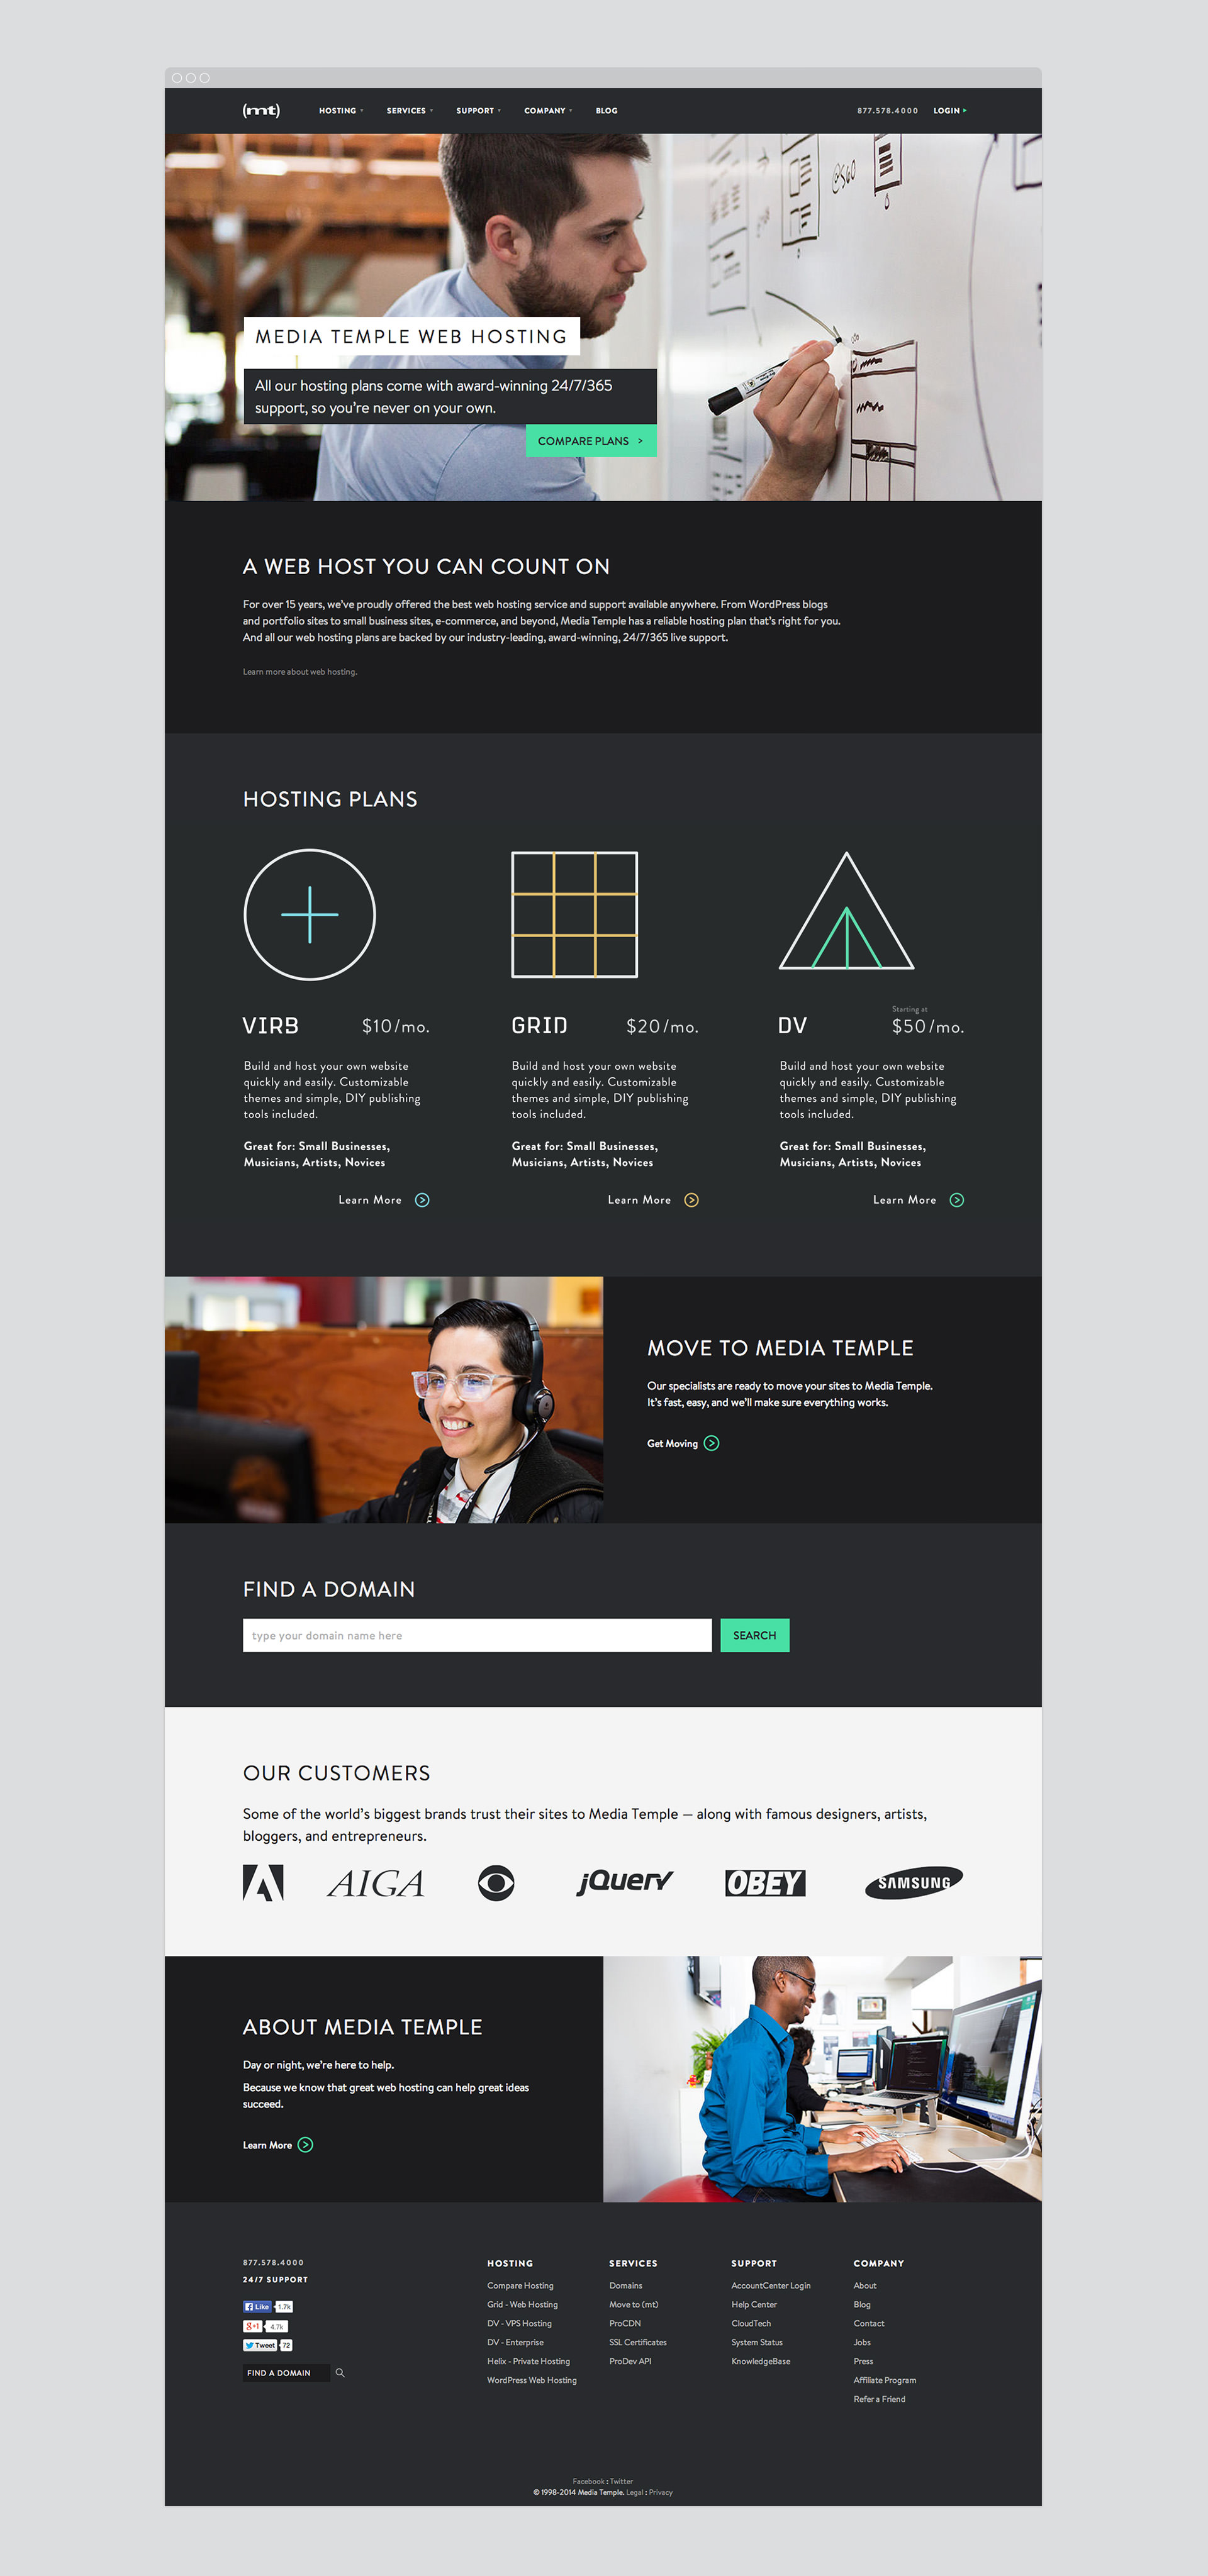 (mt) HOSTING SERVICES SUPPORT COMPANY BLOG 877.578.4000 LOGIN
MEDIA TEMPLE WEB HOSTING
All our hosting plans come with award-winning 24/7/365
support, so you're never on your own.
COMPARE PLANS >
A WEB HOST YOU CAN COUNT ON
For over 15 years, we've proudly offered the best web hosting service and support available anywhere. From WordPress blogs
and portfolio sites to small business sites, e-commerce, and beyond, Media Temple has a reliable hosting plan that's right for you.
And all our web hosting plans are backed by our industry-leading, award-winning, 24/7/365 live support.
Learn more about web hosting.
HOSTING PLANS
VIRB $10/mo.
Build and host your own website
quickly and easily. Customizable
themes and simple, DIY publishing
tools included.
Great for: Small Businesses,
Musicians, Artists, Novices
Learn More
GRID $20/mo.
Build and host your own website
quickly and easily. Customizable
themes and simple, DIY publishing
tools included.
Great for: Small Businesses,
Musicians, Artists, Novices
Learn More
Starting at
DV $50/mo.
Build and host your own website
quickly and easily. Customizable
themes and simple, DIY publishing
tools included.
Great for: Small Businesses,
Musicians, Artists, Novices
Learn More
MOVE TO MEDIA TEMPLE
Our specialists are ready to move your sites to Media Temple.
It's fast, easy, and we'll make sure everything works.
Get Moving
FIND A DOMAIN
type your domain name here
SEARCH
OUR CUSTOMERS
Some of the world's biggest brands trust their sites to Media Temple — along with famous designers, artists,
bloggers, and entrepreneurs.
AIGA jQuery OBEY SAMSUNG
ABOUT MEDIA TEMPLE
Day or night, we're here to help.
Because we know that great web hosting can help great ideas
succeed.
Learn More
877.578.4000
24/7 SUPPORT
Like 1.7k
g+1 4.7k
Tweet 72
FIND A DOMAIN
HOSTING
Compare Hosting
Grid - Web Hosting
DV - VPS Hosting
DV - Enterprise
Helix - Private Hosting
WordPress Web Hosting
SERVICES
Domains
Move to (mt)
ProCDN
SSL Certificates
ProDev API
SUPPORT
AccountCenter Login
Help Center
CloudTech
System Status
KnowledgeBase
COMPANY
About
Blog
Contact
Jobs
Press
Affiliate Program
Refer a Friend
Facebook : Twitter
© 1998-2014 Media Temple. Legal : Privacy